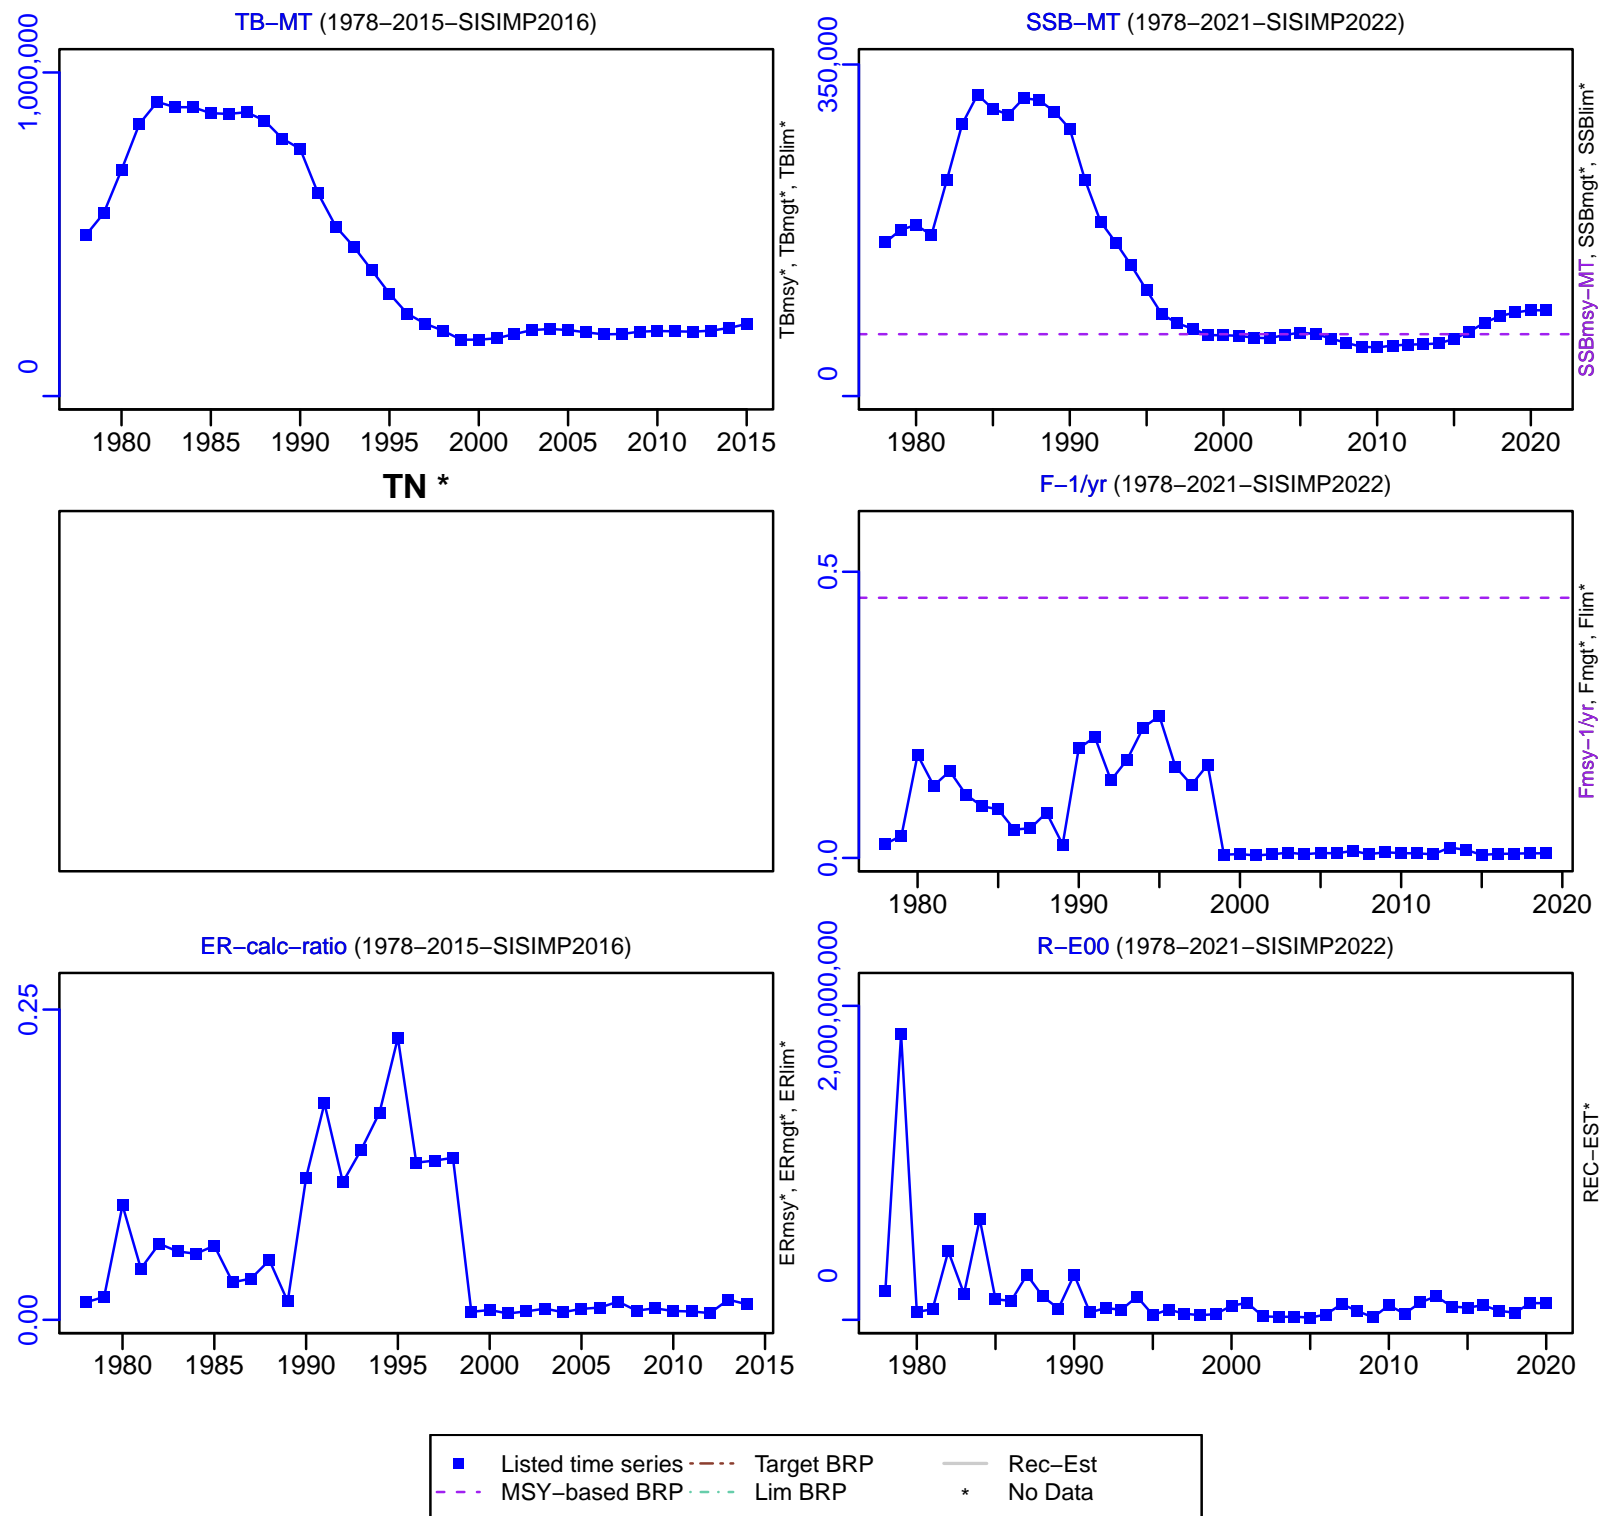 TB−MT (1978−2015−SISIMP2016)
1,000,000
0
1980 1985 1990 1995 2000 2005 2010 2015
TBmsy*, TBmgt*, TBlim*
SSB−MT (1978−2021−SISIMP2022)
350,000
0
1980 1990 2000 2010 2020
SSBmsy−MT, SSBmgt*, SSBlim*
TN *
F−1/yr (1978−2021−SISIMP2022)
0.5
0.0
1980 1990 2000 2010 2020
Fmsy−1/yr, Fmgt*, Flim*
ER−calc−ratio (1978−2015−SISIMP2016)
0.25
0.00
1980 1985 1990 1995 2000 2005 2010 2015
ERmsy*, ERmgt*, ERlim*
R−E00 (1978−2021−SISIMP2022)
2,000,000,000
0
1980 1990 2000 2010 2020
REC−EST*
Listed time series Target BRP Rec−Est
MSY−based BRP Lim BRP * No Data